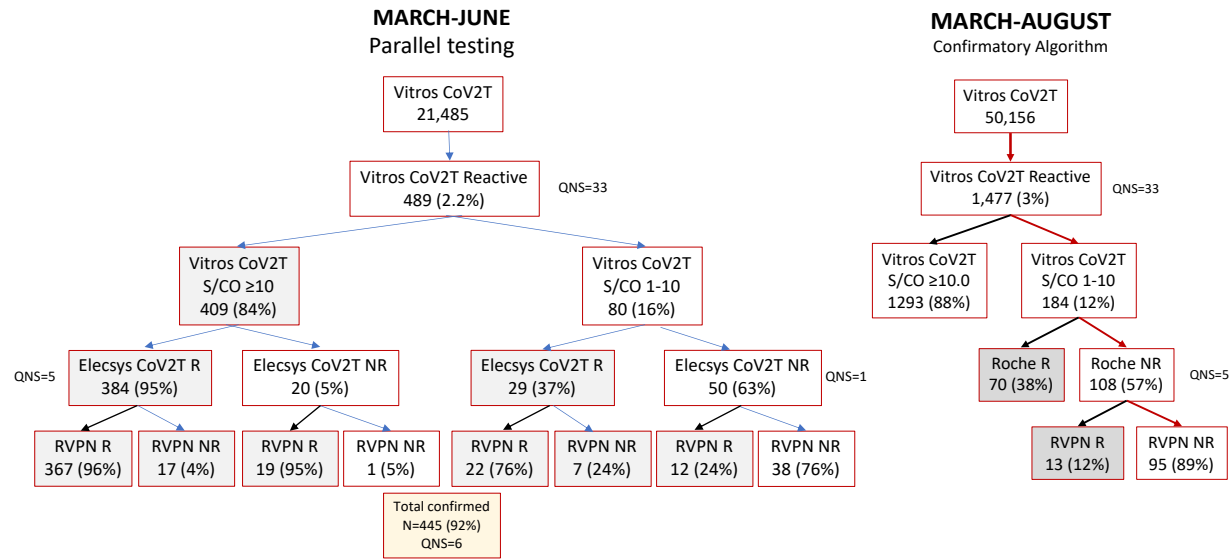 MARCH-JUNE
Parallel testing
Vitros CoV2T
21,485
Vitros CoV2T Reactive
489 (2.2%)
QNS=33
Vitros CoV2T
S/CO ≥10
409 (84%)
Vitros CoV2T
S/CO 1-10
80 (16%)
QNS=5
Elecsys CoV2T R
384 (95%)
Elecsys CoV2T NR
20 (5%)
Elecsys CoV2T R
29 (37%)
Elecsys CoV2T NR
50 (63%)
QNS=1
RVPN R
367 (96%)
RVPN NR
17 (4%)
RVPN R
19 (95%)
RVPN NR
1 (5%)
RVPN R
22 (76%)
RVPN NR
7 (24%)
RVPN R
12 (24%)
RVPN NR
38 (76%)
Total confirmed
N=445 (92%)
QNS=6
MARCH-AUGUST
Confirmatory Algorithm
Vitros CoV2T
50,156
Vitros CoV2T Reactive
1,477 (3%)
QNS=33
Vitros CoV2T
S/CO ≥10.0
1293 (88%)
Vitros CoV2T
S/CO 1-10
184 (12%)
Roche R
70 (38%)
Roche NR
108 (57%)
QNS=5
RVPN R
13 (12%)
RVPN NR
95 (89%)